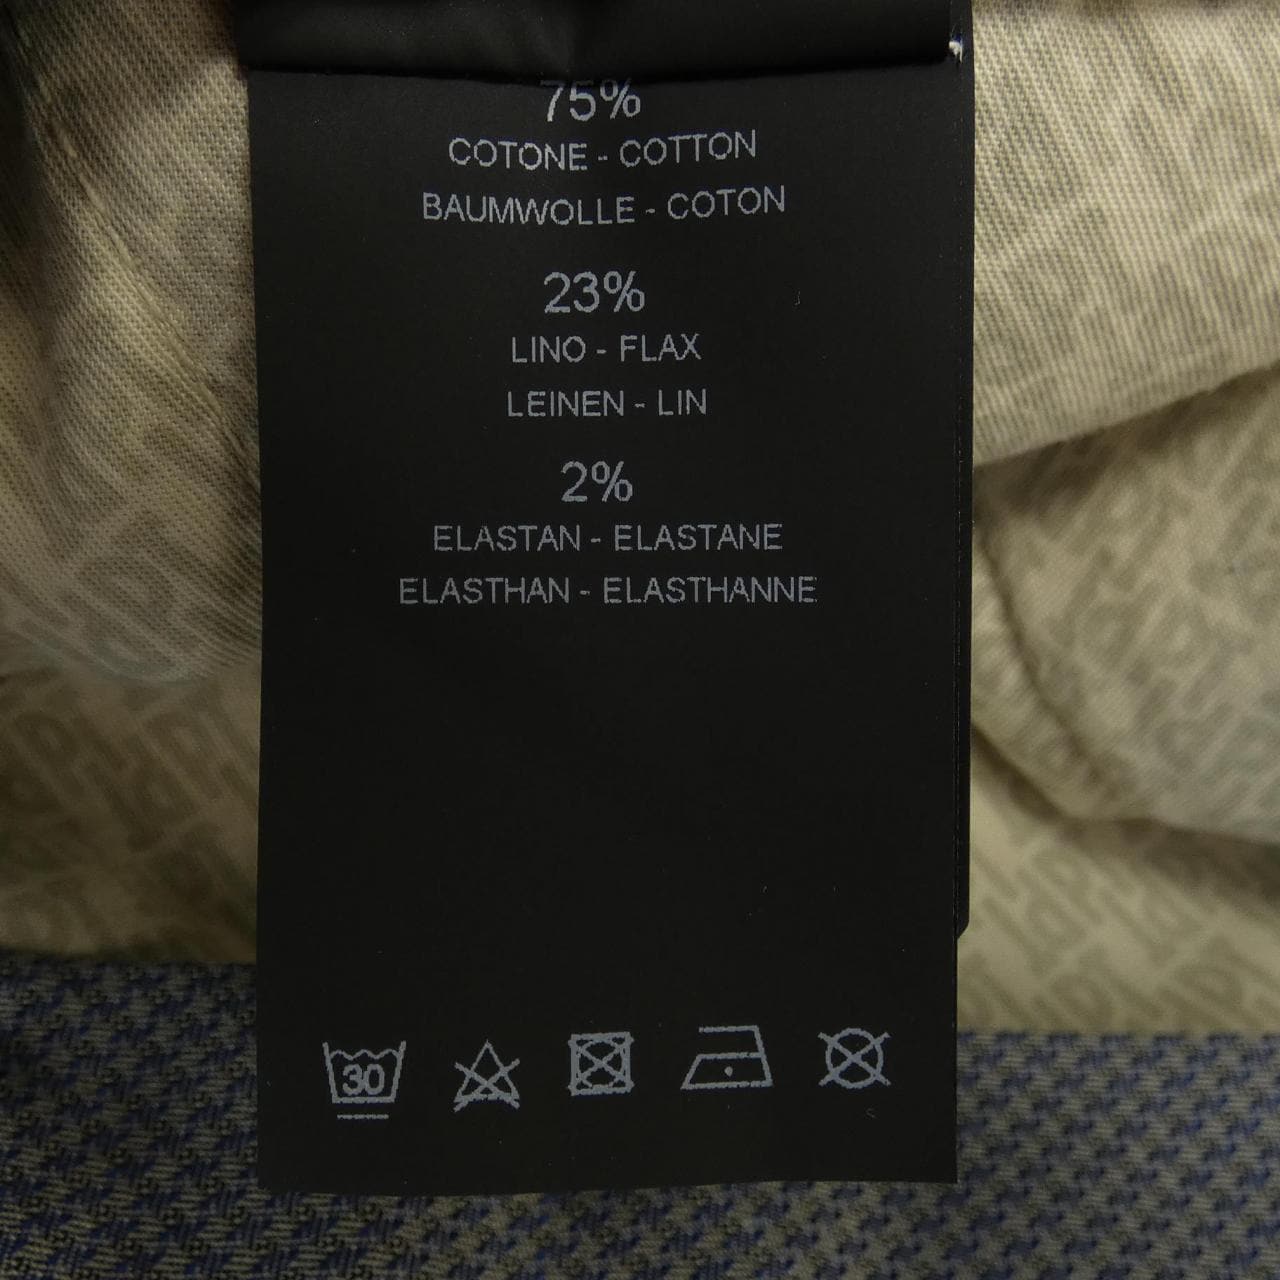 75%
COTONE - COTTON
BAUMWOLLE - COTON
23%
LINO - FLAX
LEINEN - LIN
2%
ELASTAN - ELASTANE
ELASTHAN - ELASTHANNE
30